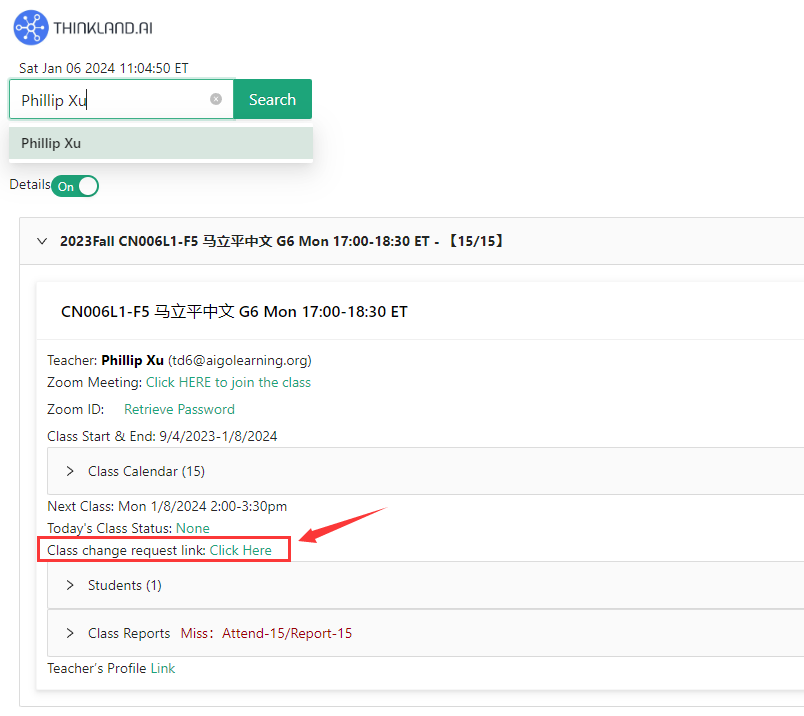 THINKLAND.AI
Sat Jan 06 2024 11:04:50 ET
Phillip Xu
Search
Phillip Xu
Details On
2023Fall CN006L1-F5 马立平中文 G6 Mon 17:00-18:30 ET - 【15/15】
CN006L1-F5 马立平中文 G6 Mon 17:00-18:30 ET
Teacher: Phillip Xu (td6@aigolearning.org)
Zoom Meeting: Click HERE to join the class
Zoom ID: Retrieve Password
Class Start & End: 9/4/2023-1/8/2024
Class Calendar (15)
Next Class: Mon 1/8/2024 2:00-3:30pm
Today's Class Status: None
Class change request link: Click Here
Students (1)
Class Reports Miss：Attend-15/Report-15
Teacher's Profile Link